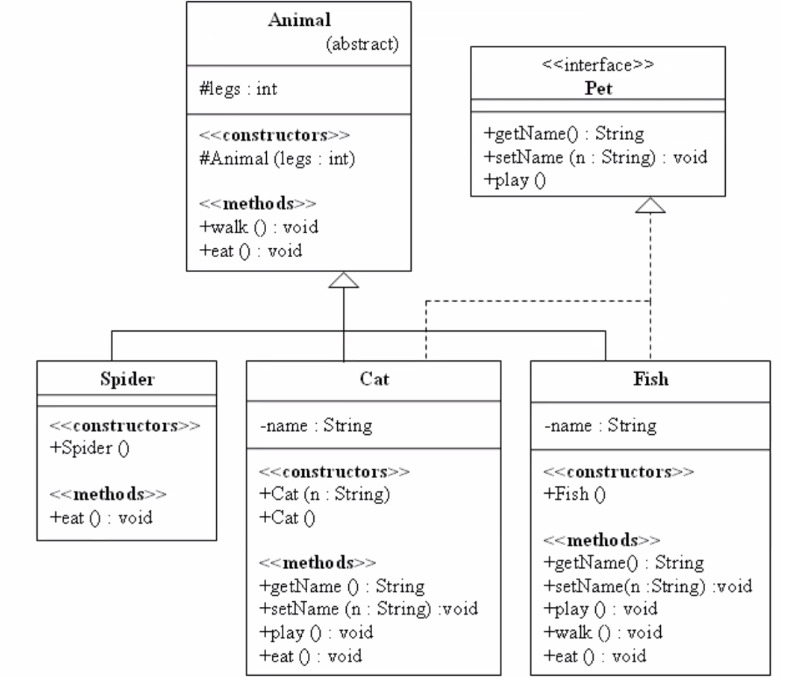 Animal
(abstract)
#legs : int
<<constructors>>
#Animal (legs : int)
<<methods>>
+walk () : void
+eat () : void
<<interface>>
Pet
+getName() : String
+setName (n : String) : void
+play ()
Spider
<<constructors>>
+Spider ()
<<methods>>
+eat () : void
Cat
-name : String
<<constructors>>
+Cat (n : String)
+Cat ()
<<methods>>
+getName () : String
+setName (n : String) :void
+play () : void
+eat () : void
Fish
-name : String
<<constructors>>
+Fish ()
<<methods>>
+getName() : String
+setName(n :String) :void
+play () : void
+walk () : void
+eat () : void